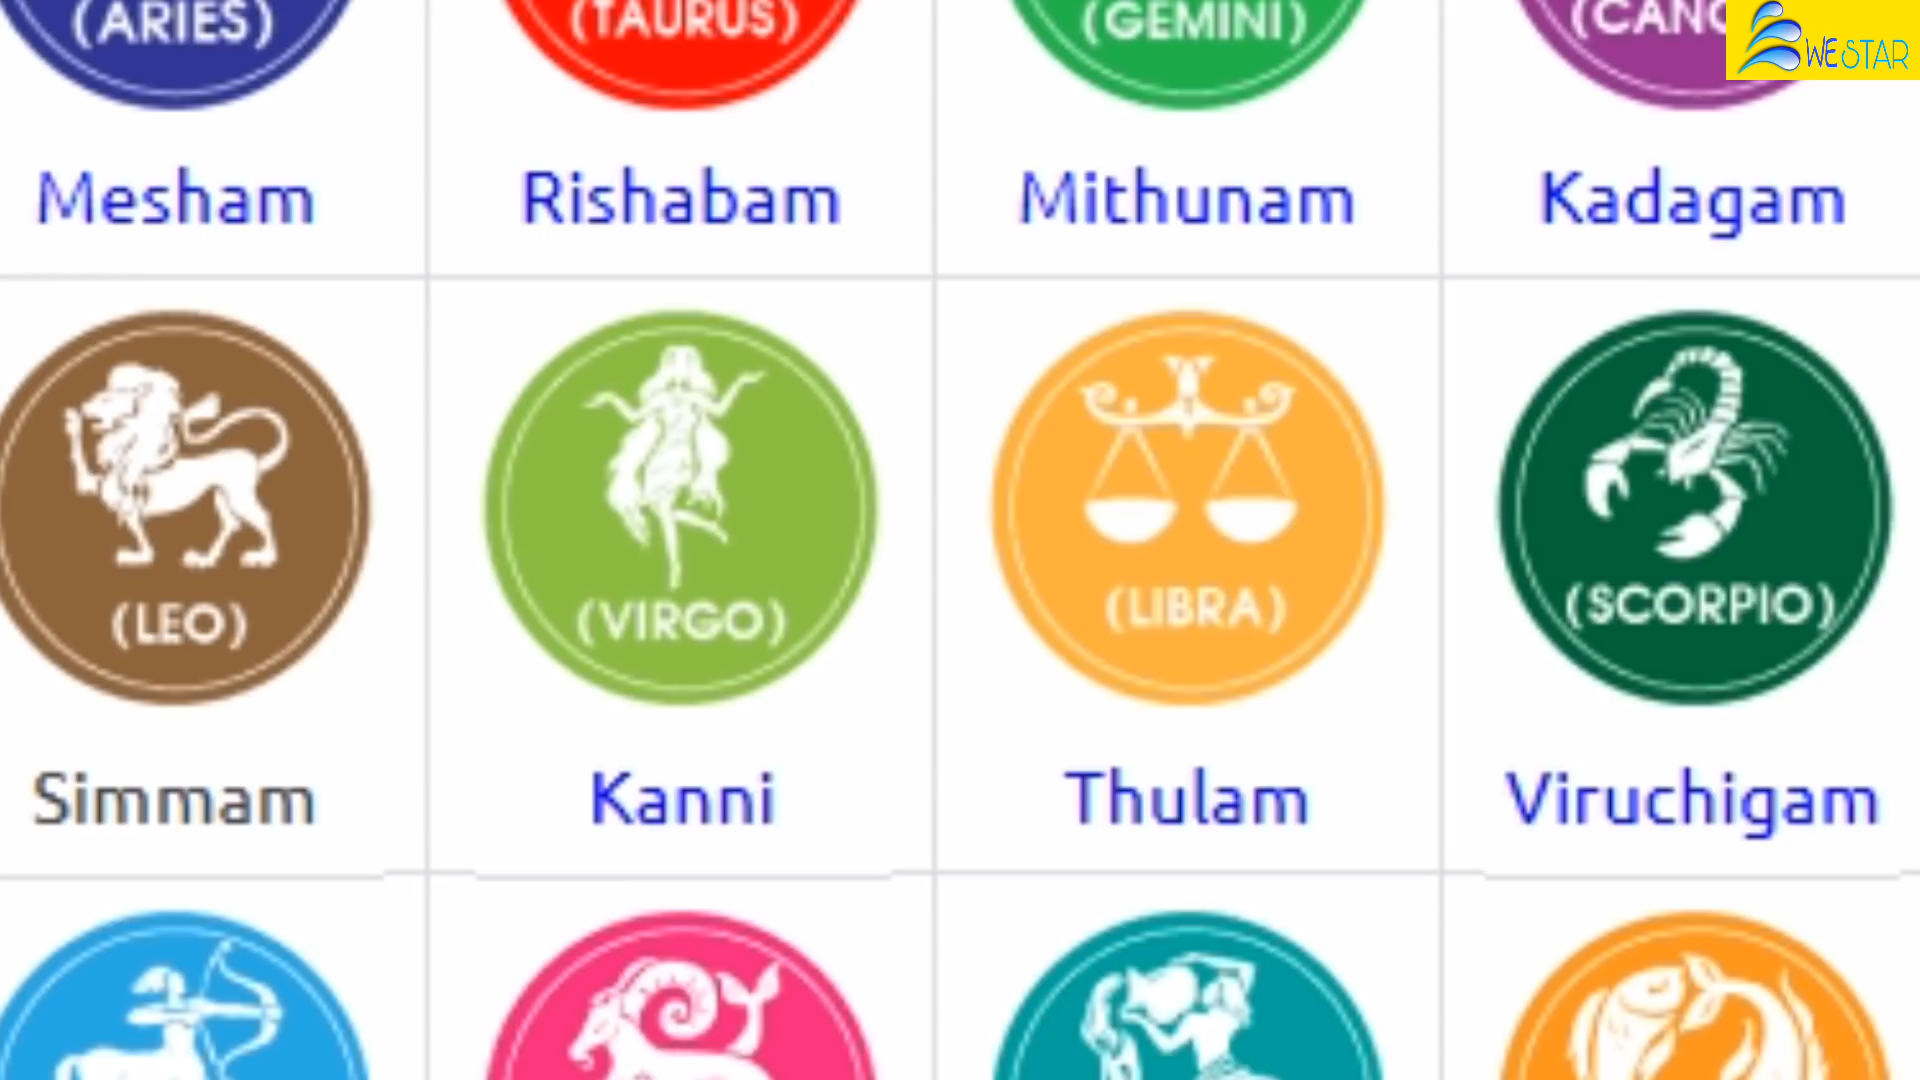 (ARIES)
(TAURUS)
(GEMINI)
WESTAR
Mesham
Rishabam
Mithunam
Kadagam
(LEO)
(VIRGO)
(LIBRA)
(SCORPIO)
Simmam
Kanni
Thulam
Viruchigam